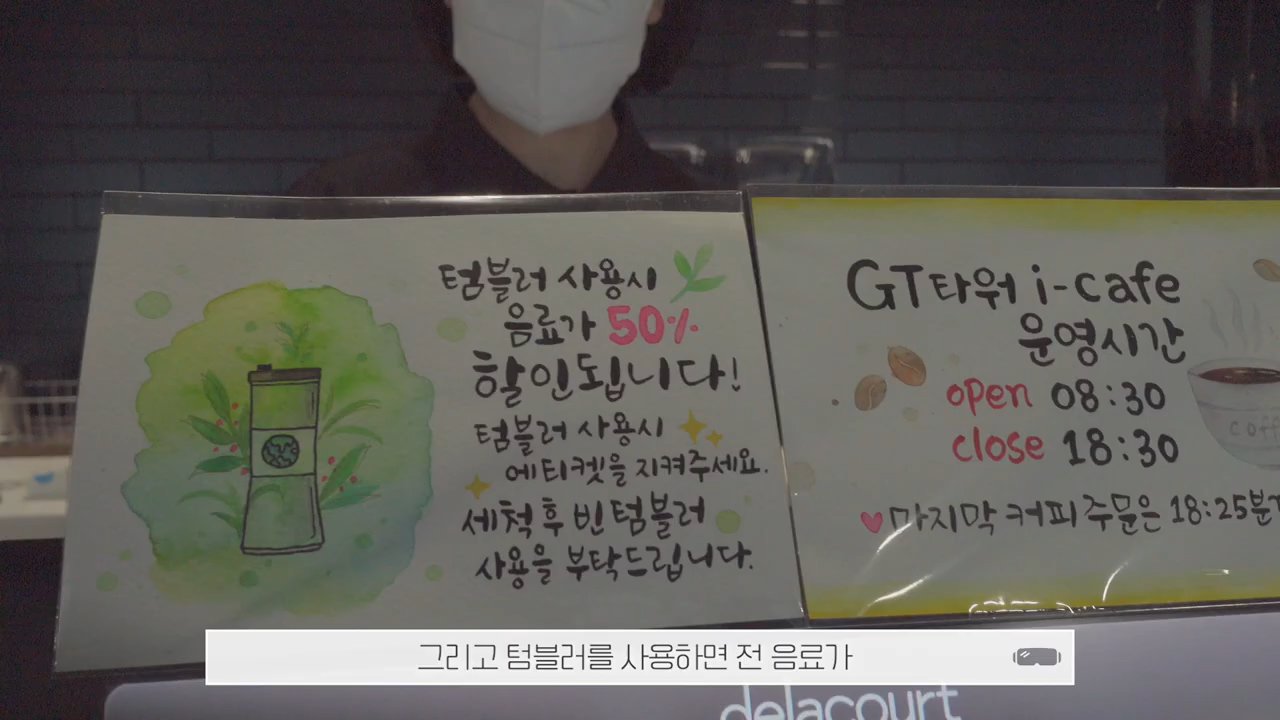 텀블러 사용시
음료가 50%
할인됩니다!
텀블러 사용시
에티켓을 지켜주세요.
세척 후 빈 텀블러
사용을 부탁드립니다.
GT타워 i-cafe
운영시간
open 08:30
close 18:30
마지막 커피 주문은 18:25분
그리고 텀블러를 사용하면 전 음료가
delacourt